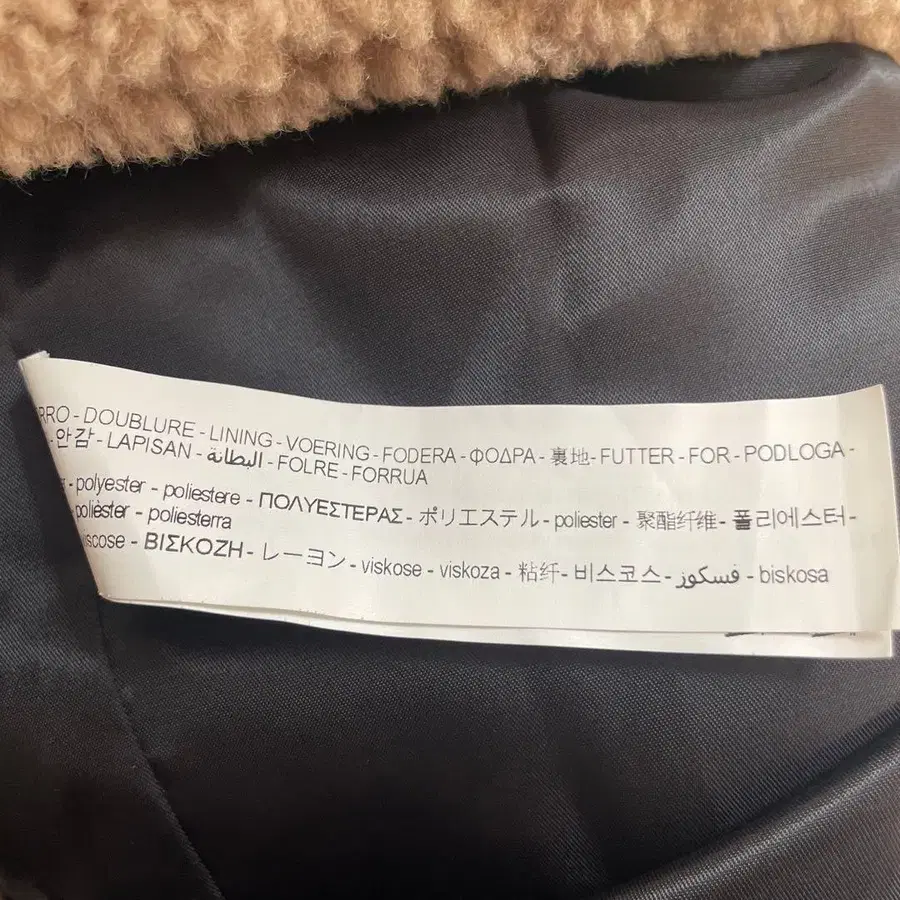 RRO - DOUBLURE - LINING - VOERING - FODERA - ΦΟΔΡΑ - 裏地 - FUTTER - FOR - PODLOGA -
- 안감 - LAPISAN - البطانة - FOLRE - FORRUA
- polyester - poliestere - ΠΟΛΥΕΣΤΕΡΑΣ - ポリエステル - poliester - 聚酯纤维 - 폴리에스터 -
polièster - poliesterra
scose - ΒΙΣΚΟΖΗ - レーヨン - viskose - viskoza - 粘纤 - 비스코스 - فسكوز - biskosa